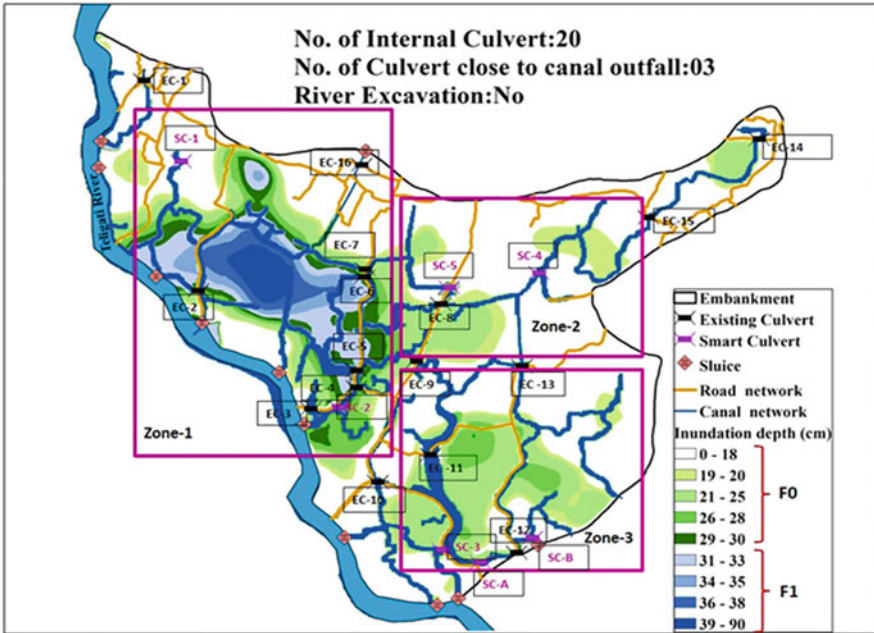 No. of Internal Culvert:20
No. of Culvert close to canal outfall:03
River Excavation:No
EC-1
SC-1
EC-16
EC-14
Teligati River
EC-15
EC-7
SC-5
SC-4
EC-6
EC-2
EC-8
Zone-2
EC-5
EC-9
EC-13
EC-4
SC-2
EC-3
Zone-1
EC-11
EC-10
EC-12
Zone-3
SC-3
SC-B
SC-A
Embankment
Existing Culvert
Smart Culvert
Sluice
Road network
Canal network
Inundation depth (cm)
0 - 18
19 - 20
21 - 25
F0
26 - 28
29 - 30
31 - 33
34 - 35
F1
36 - 38
39 - 90